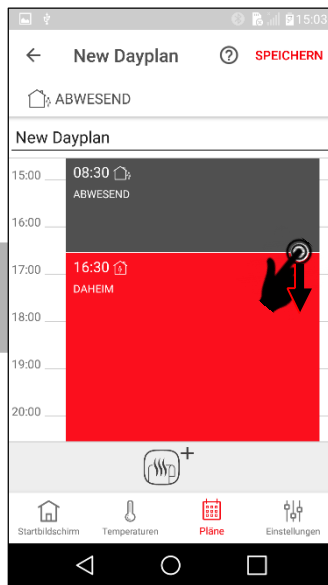 15:03
New Dayplan
SPEICHERN
ABWESEND
New Dayplan
15:00
08:30
ABWESEND
16:00
17:00
16:30
DAHEIM
18:00
19:00
20:00
Startbildschirm
Temperaturen
Pläne
Einstellungen